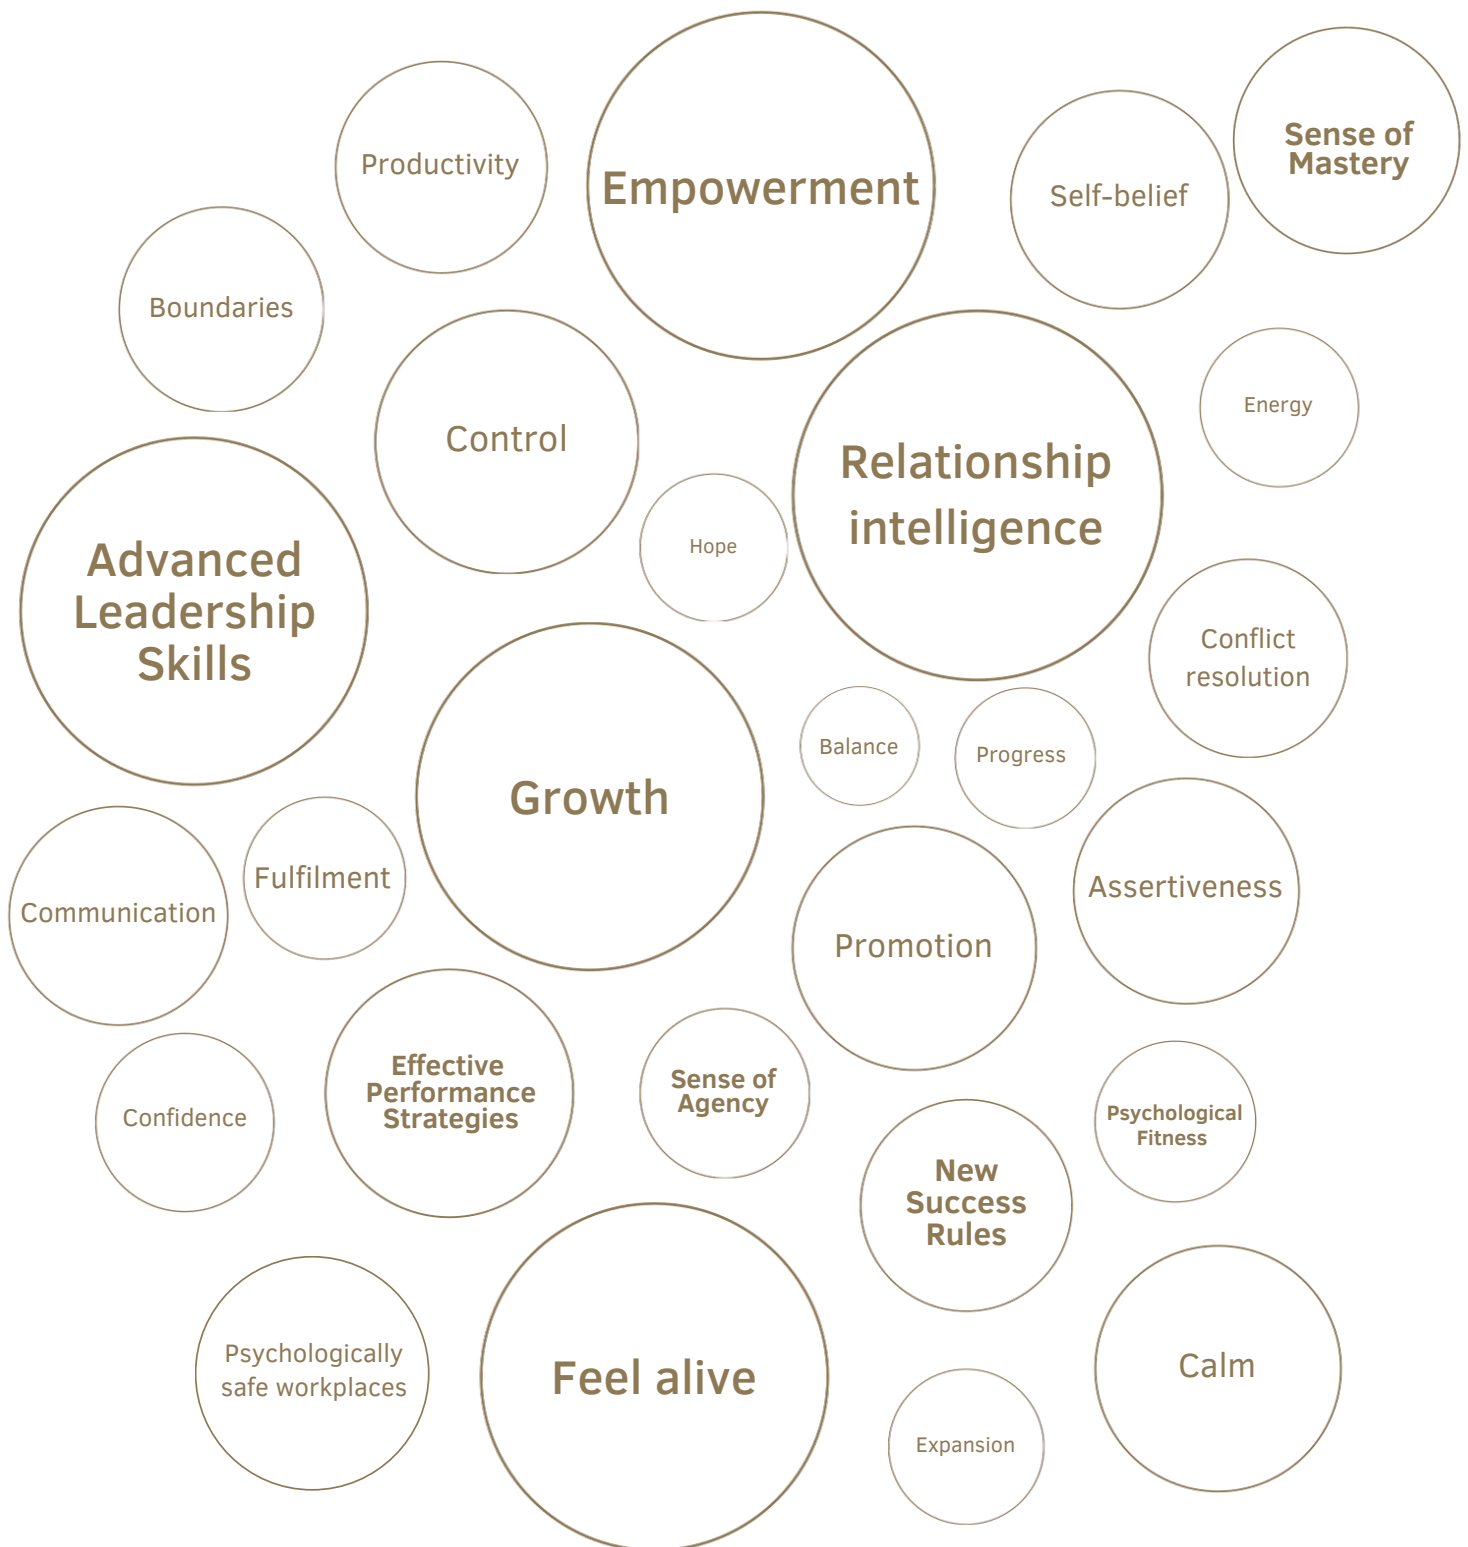 Productivity
Empowerment
Self-belief
Sense of
Mastery
Boundaries
Control
Relationship
intelligence
Energy
Advanced
Leadership
Skills
Hope
Conflict
resolution
Growth
Balance
Progress
Communication
Fulfilment
Promotion
Assertiveness
Confidence
Effective
Performance
Strategies
Sense of
Agency
New
Success
Rules
Psychological
Fitness
Psychologically
safe workplaces
Feel alive
Expansion
Calm